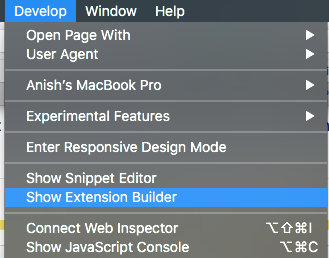 Develop Window Help
Open Page With
User Agent
Anish's MacBook Pro
Experimental Features
Enter Responsive Design Mode
Show Snippet Editor
Show Extension Builder
Connect Web Inspector ⌥⇧⌘I
Show JavaScript Console ⌥⌘C